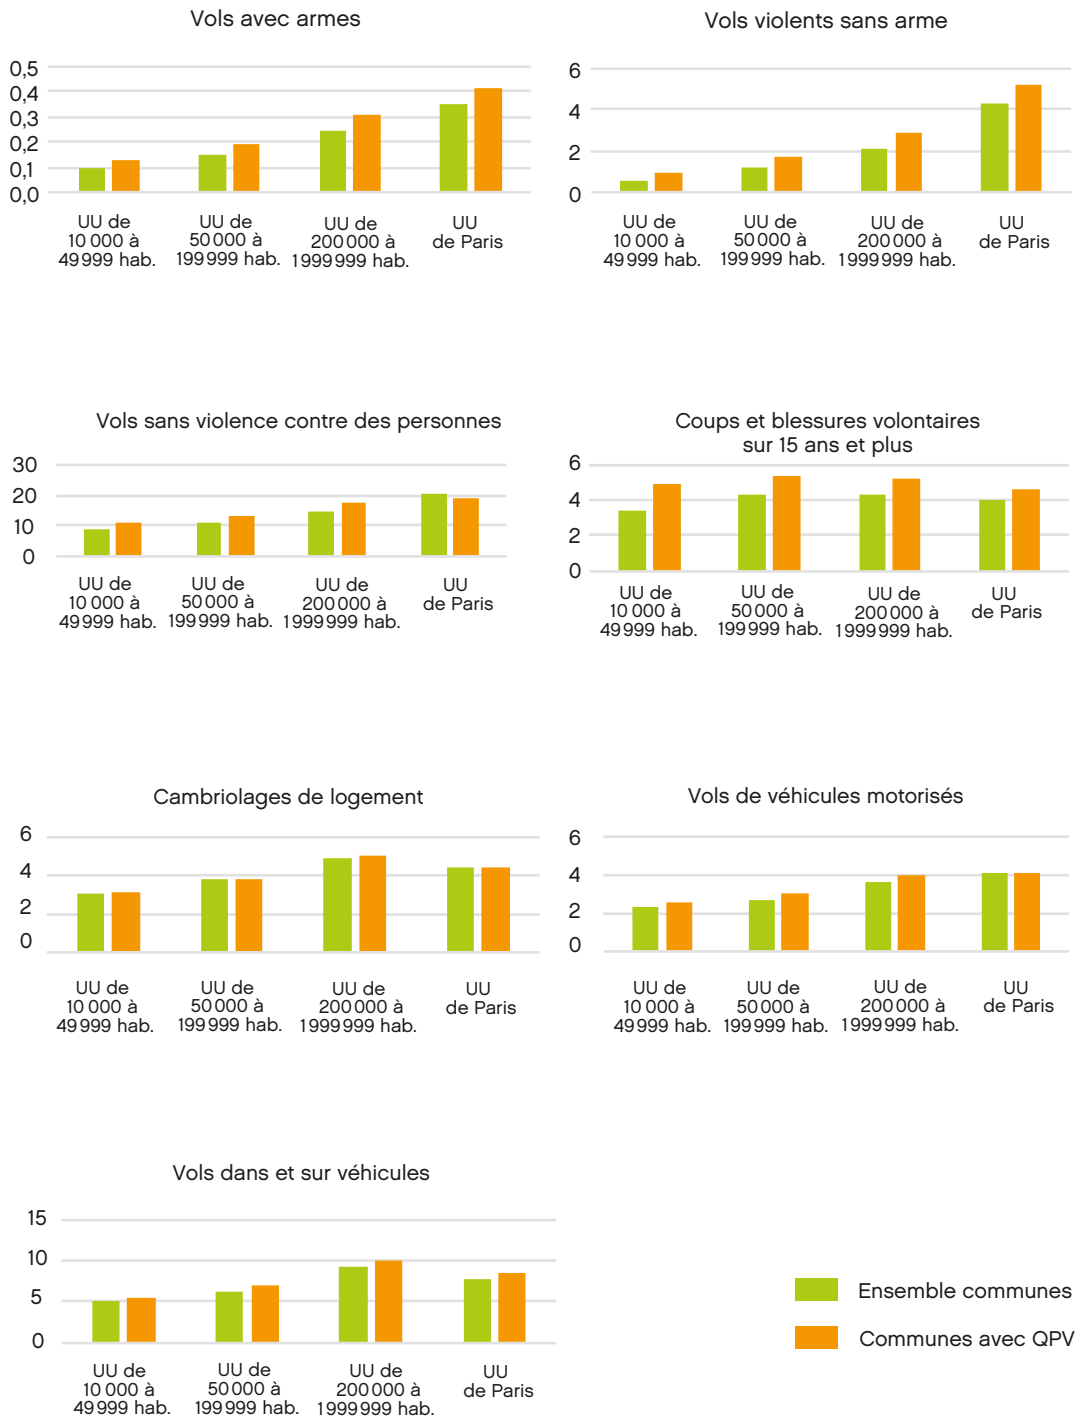 Vols avec armes
0,5
0,4
0,3
0,2
0,1
0,0
UU de
10 000 à
49 999 hab.
UU de
50 000 à
199 999 hab.
UU de
200 000 à
1 999 999 hab.
UU
de Paris
Vols violents sans arme
6
4
2
0
UU de
10 000 à
49 999 hab.
UU de
50 000 à
199 999 hab.
UU de
200 000 à
1 999 999 hab.
UU
de Paris
Vols sans violence contre des personnes
30
20
10
0
UU de
10 000 à
49 999 hab.
UU de
50 000 à
199 999 hab.
UU de
200 000 à
1 999 999 hab.
UU
de Paris
Coups et blessures volontaires
sur 15 ans et plus
6
4
2
0
UU de
10 000 à
49 999 hab.
UU de
50 000 à
199 999 hab.
UU de
200 000 à
1 999 999 hab.
UU
de Paris
Cambriolages de logement
6
4
2
0
UU de
10 000 à
49 999 hab.
UU de
50 000 à
199 999 hab.
UU de
200 000 à
1 999 999 hab.
UU
de Paris
Vols de véhicules motorisés
6
4
2
0
UU de
10 000 à
49 999 hab.
UU de
50 000 à
199 999 hab.
UU de
200 000 à
1 999 999 hab.
UU
de Paris
Vols dans et sur véhicules
15
10
5
0
UU de
10 000 à
49 999 hab.
UU de
50 000 à
199 999 hab.
UU de
200 000 à
1 999 999 hab.
UU
de Paris
Ensemble communes
Communes avec QPV